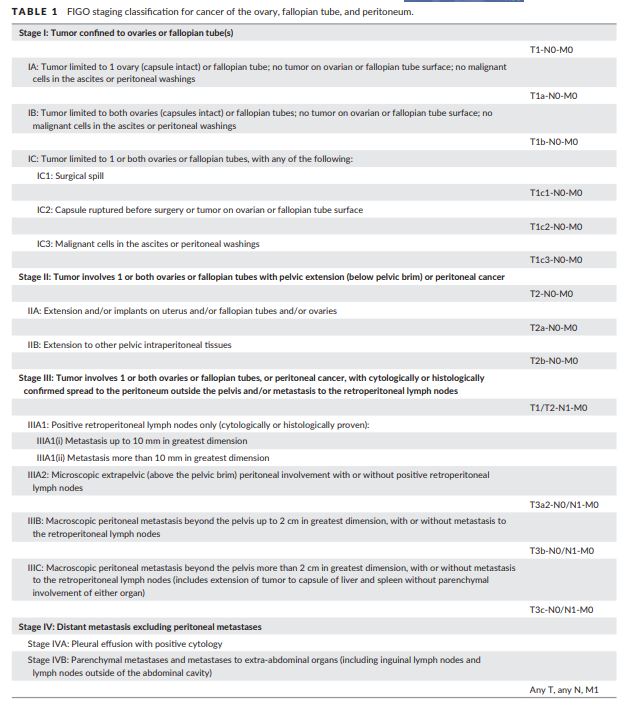 TABLE 1 FIGO staging classification for cancer of the ovary, fallopian tube, and peritoneum.
Stage I: Tumor confined to ovaries or fallopian tube(s)
T1-N0-M0
IA: Tumor limited to 1 ovary (capsule intact) or fallopian tube; no tumor on ovarian or fallopian tube surface; no malignant
cells in the ascites or peritoneal washings
T1a-N0-M0
IB: Tumor limited to both ovaries (capsules intact) or fallopian tubes; no tumor on ovarian or fallopian tube surface; no
malignant cells in the ascites or peritoneal washings
T1b-N0-M0
IC: Tumor limited to 1 or both ovaries or fallopian tubes, with any of the following:
IC1: Surgical spill
T1c1-N0-M0
IC2: Capsule ruptured before surgery or tumor on ovarian or fallopian tube surface
T1c2-N0-M0
IC3: Malignant cells in the ascites or peritoneal washings
T1c3-N0-M0
Stage II: Tumor involves 1 or both ovaries or fallopian tubes with pelvic extension (below pelvic brim) or peritoneal cancer
T2-N0-M0
IIA: Extension and/or implants on uterus and/or fallopian tubes and/or ovaries
T2a-N0-M0
IIB: Extension to other pelvic intraperitoneal tissues
T2b-N0-M0
Stage III: Tumor involves 1 or both ovaries or fallopian tubes, or peritoneal cancer, with cytologically or histologically
confirmed spread to the peritoneum outside the pelvis and/or metastasis to the retroperitoneal lymph nodes
T1/T2-N1-M0
IIIA1: Positive retroperitoneal lymph nodes only (cytologically or histologically proven):
IIIA1(i) Metastasis up to 10 mm in greatest dimension
IIIA1(ii) Metastasis more than 10 mm in greatest dimension
IIIA2: Microscopic extrapelvic (above the pelvic brim) peritoneal involvement with or without positive retroperitoneal
lymph nodes
T3a2-N0/N1-M0
IIIB: Macroscopic peritoneal metastasis beyond the pelvis up to 2 cm in greatest dimension, with or without metastasis to
the retroperitoneal lymph nodes
T3b-N0/N1-M0
IIIC: Macroscopic peritoneal metastasis beyond the pelvis more than 2 cm in greatest dimension, with or without metastasis
to the retroperitoneal lymph nodes (includes extension of tumor to capsule of liver and spleen without parenchymal
involvement of either organ)
T3c-N0/N1-M0
Stage IV: Distant metastasis excluding peritoneal metastases
Stage IVA: Pleural effusion with positive cytology
Stage IVB: Parenchymal metastases and metastases to extra-abdominal organs (including inguinal lymph nodes and
lymph nodes outside of the abdominal cavity)
Any T, any N, M1